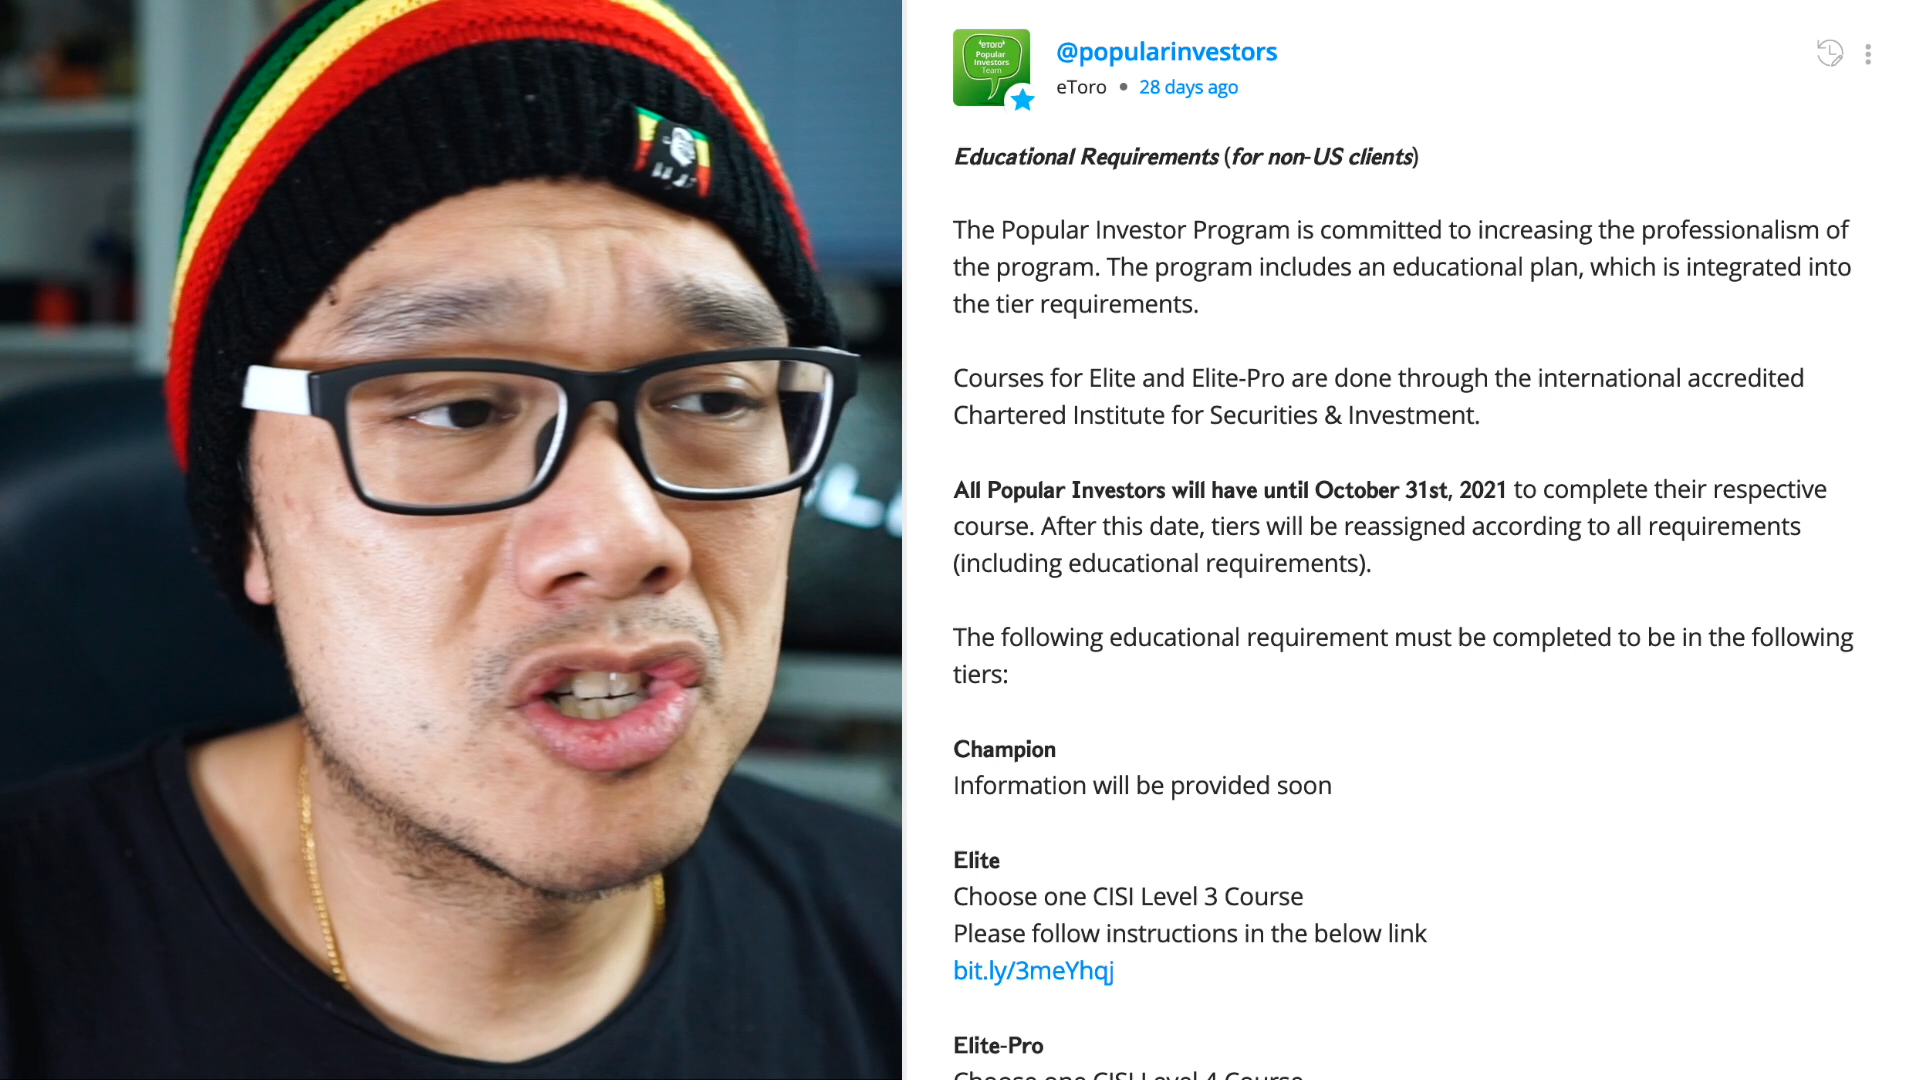 'eTORO'
Popular
Investors
Team
@popularinvestors
eToro • 28 days ago
Educational Requirements (for non-US clients)
The Popular Investor Program is committed to increasing the professionalism of
the program. The program includes an educational plan, which is integrated into
the tier requirements.
Courses for Elite and Elite-Pro are done through the international accredited
Chartered Institute for Securities & Investment.
All Popular Investors will have until October 31st, 2021 to complete their respective
course. After this date, tiers will be reassigned according to all requirements
(including educational requirements).
The following educational requirement must be completed to be in the following
tiers:
Champion
Information will be provided soon
Elite
Choose one CISI Level 3 Course
Please follow instructions in the below link
bit.ly/3meYhqj
Elite-Pro
Choose one CISI Level 4 Course